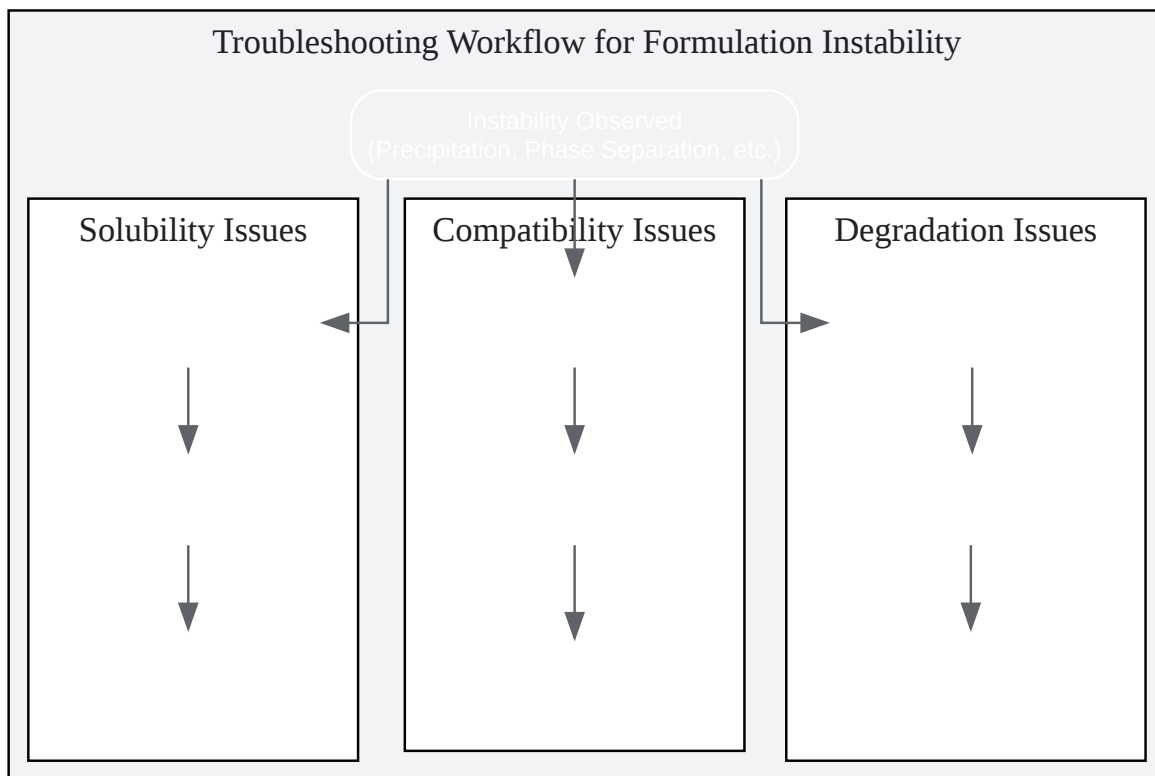 Troubleshooting Workflow for Formulation Instability
Instability Observed
(Precipitation, Phase Separation, etc.)
Solubility Issues
Compatibility Issues
Degradation Issues